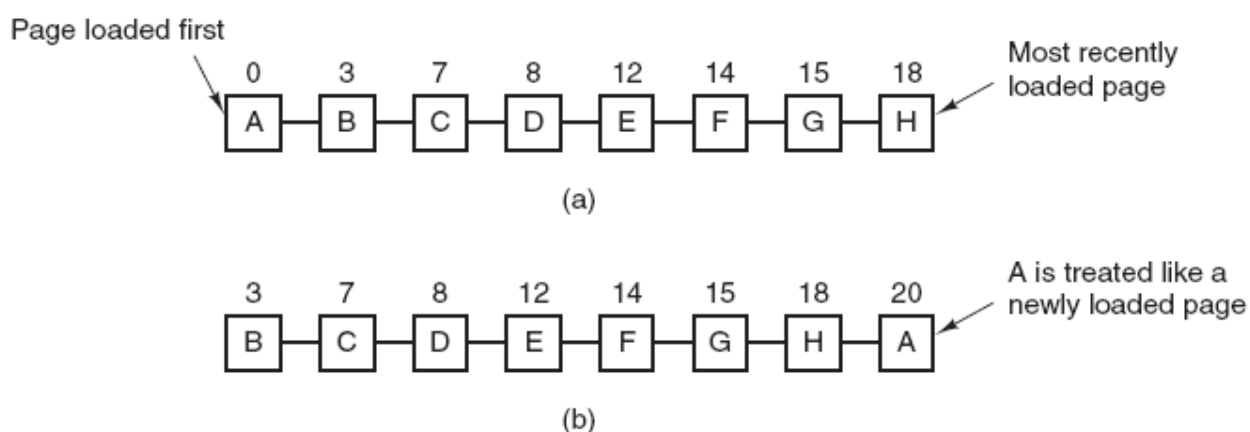 Page loaded first
Most recently
loaded page
0 3 7 8 12 14 15 18
A B C D E F G H
(a)
A is treated like a
newly loaded page
3 7 8 12 14 15 18 20
B C D E F G H A
(b)